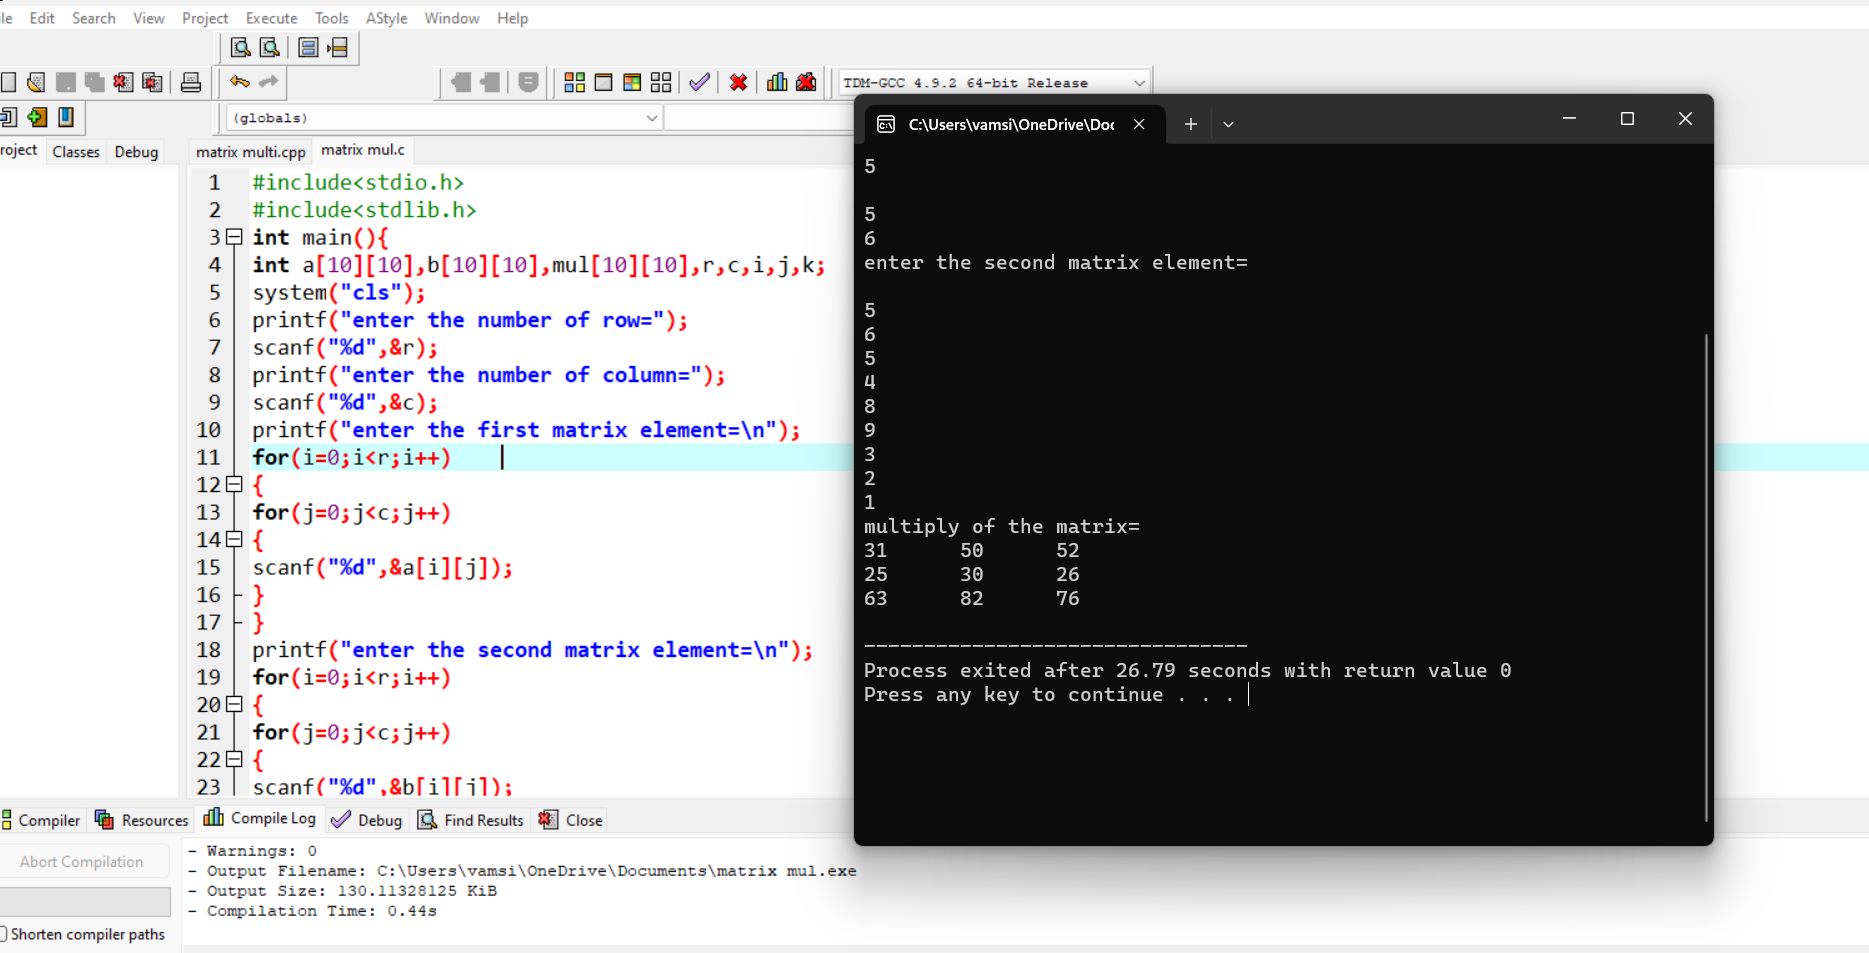 le Edit Search View Project Execute Tools AStyle Window Help
TDM-GCC 4.9.2 64-bit Release
(globals)
roject Classes Debug
matrix multi.cpp matrix mul.c
1 #include<stdio.h>
2 #include<stdlib.h>
3 int main(){
4 int a[10][10],b[10][10],mul[10][10],r,c,i,j,k;
5 system("cls");
6 printf("enter the number of row=");
7 scanf("%d",&r);
8 printf("enter the number of column=");
9 scanf("%d",&c);
10 printf("enter the first matrix element=\n");
11 for(i=0;i<r;i++)
12 {
13 for(j=0;j<c;j++)
14 {
15 scanf("%d",&a[i][j]);
16 }
17 }
18 printf("enter the second matrix element=\n");
19 for(i=0;i<r;i++)
20 {
21 for(j=0;j<c;j++)
22 {
23 scanf("%d",&b[i][j]);
C:\Users\vamsi\OneDrive\Doc
5
5
6
enter the second matrix element=
5
6
5
4
8
9
3
2
1
multiply of the matrix=
31 50 52
25 30 26
63 82 76
--------------------------------
Process exited after 26.79 seconds with return value 0
Press any key to continue . . .
Compiler Resources Compile Log Debug Find Results Close
Abort Compilation
Shorten compiler paths
- Warnings: 0
- Output Filename: C:\Users\vamsi\OneDrive\Documents\matrix mul.exe
- Output Size: 130.11328125 KiB
- Compilation Time: 0.44s